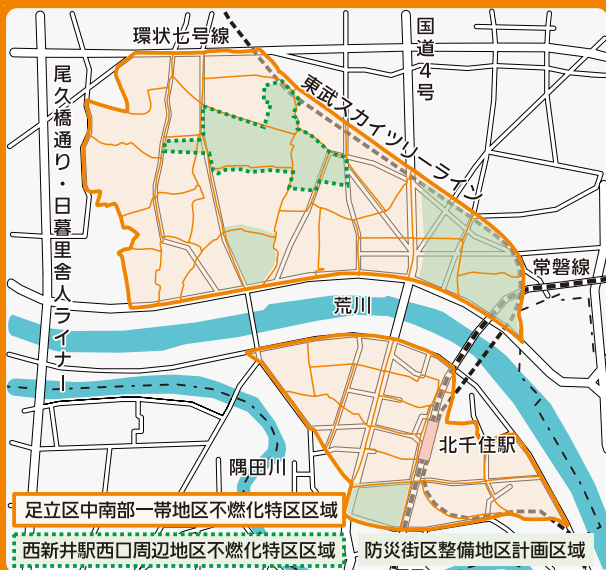 環状七号線
国道4号
東武スカイツリーライン
尾久橋通り・日暮里舎人ライナー
常磐線
荒川
北千住駅
隅田川
足立区中南部一帯地区不燃化特区区域
西新井駅西口周辺地区不燃化特区区域
防災街区整備地区計画区域